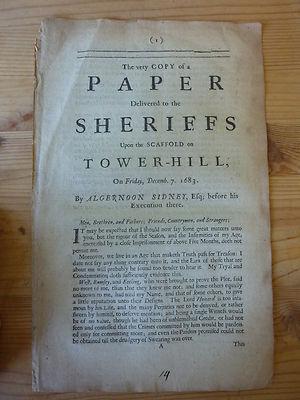 (1)
The very COPY of a
PAPER
Delivered to the
SHERIFFS
Upon the SCAFFOLD on
TOWER-HILL,
On Friday, Decemb. 7. 1683.
By ALGERNOON SIDNEY, Esq; before his
Execution there.
Men, Brethren, and Fathers; Friends, Countrymen, and Strangers;
IT may be expected that I should now say some great matters unto
you, but the rigour of the Season, and the Infirmities of my Age,
encreased by a close Imprisonment of above Five Months, does not
permit me.
Moreover, we live in an Age that maketh Truth pass for Treason: I
dare not say any thing contrary unto it, and the Ears of those that are
about me will probably be found too tender to hear it. My Tryal and
Condemnation doth sufficiently evidence this.
West, Rumsey, and Keeling, who were brought to prove the Plot, said
no more of me, than that they knew me not; and some others equally
unknown to me, had used my Name, and that of some others, to give
a little reputation unto their Designs. The Lord Howard is too infa-
mous by his Life, and the many Perjuries not to be denyed, or rather
sworn by himself, to deserve mention; and being a single Witness would
be of no value, though he had been of unblemished Credit, or had not
seen and confessed that the Crimes committed by him would be pardon-
ed only for committing more; and even the Pardon promised could not
be obtained till the drudgery of Swearing was over.
A
This
14